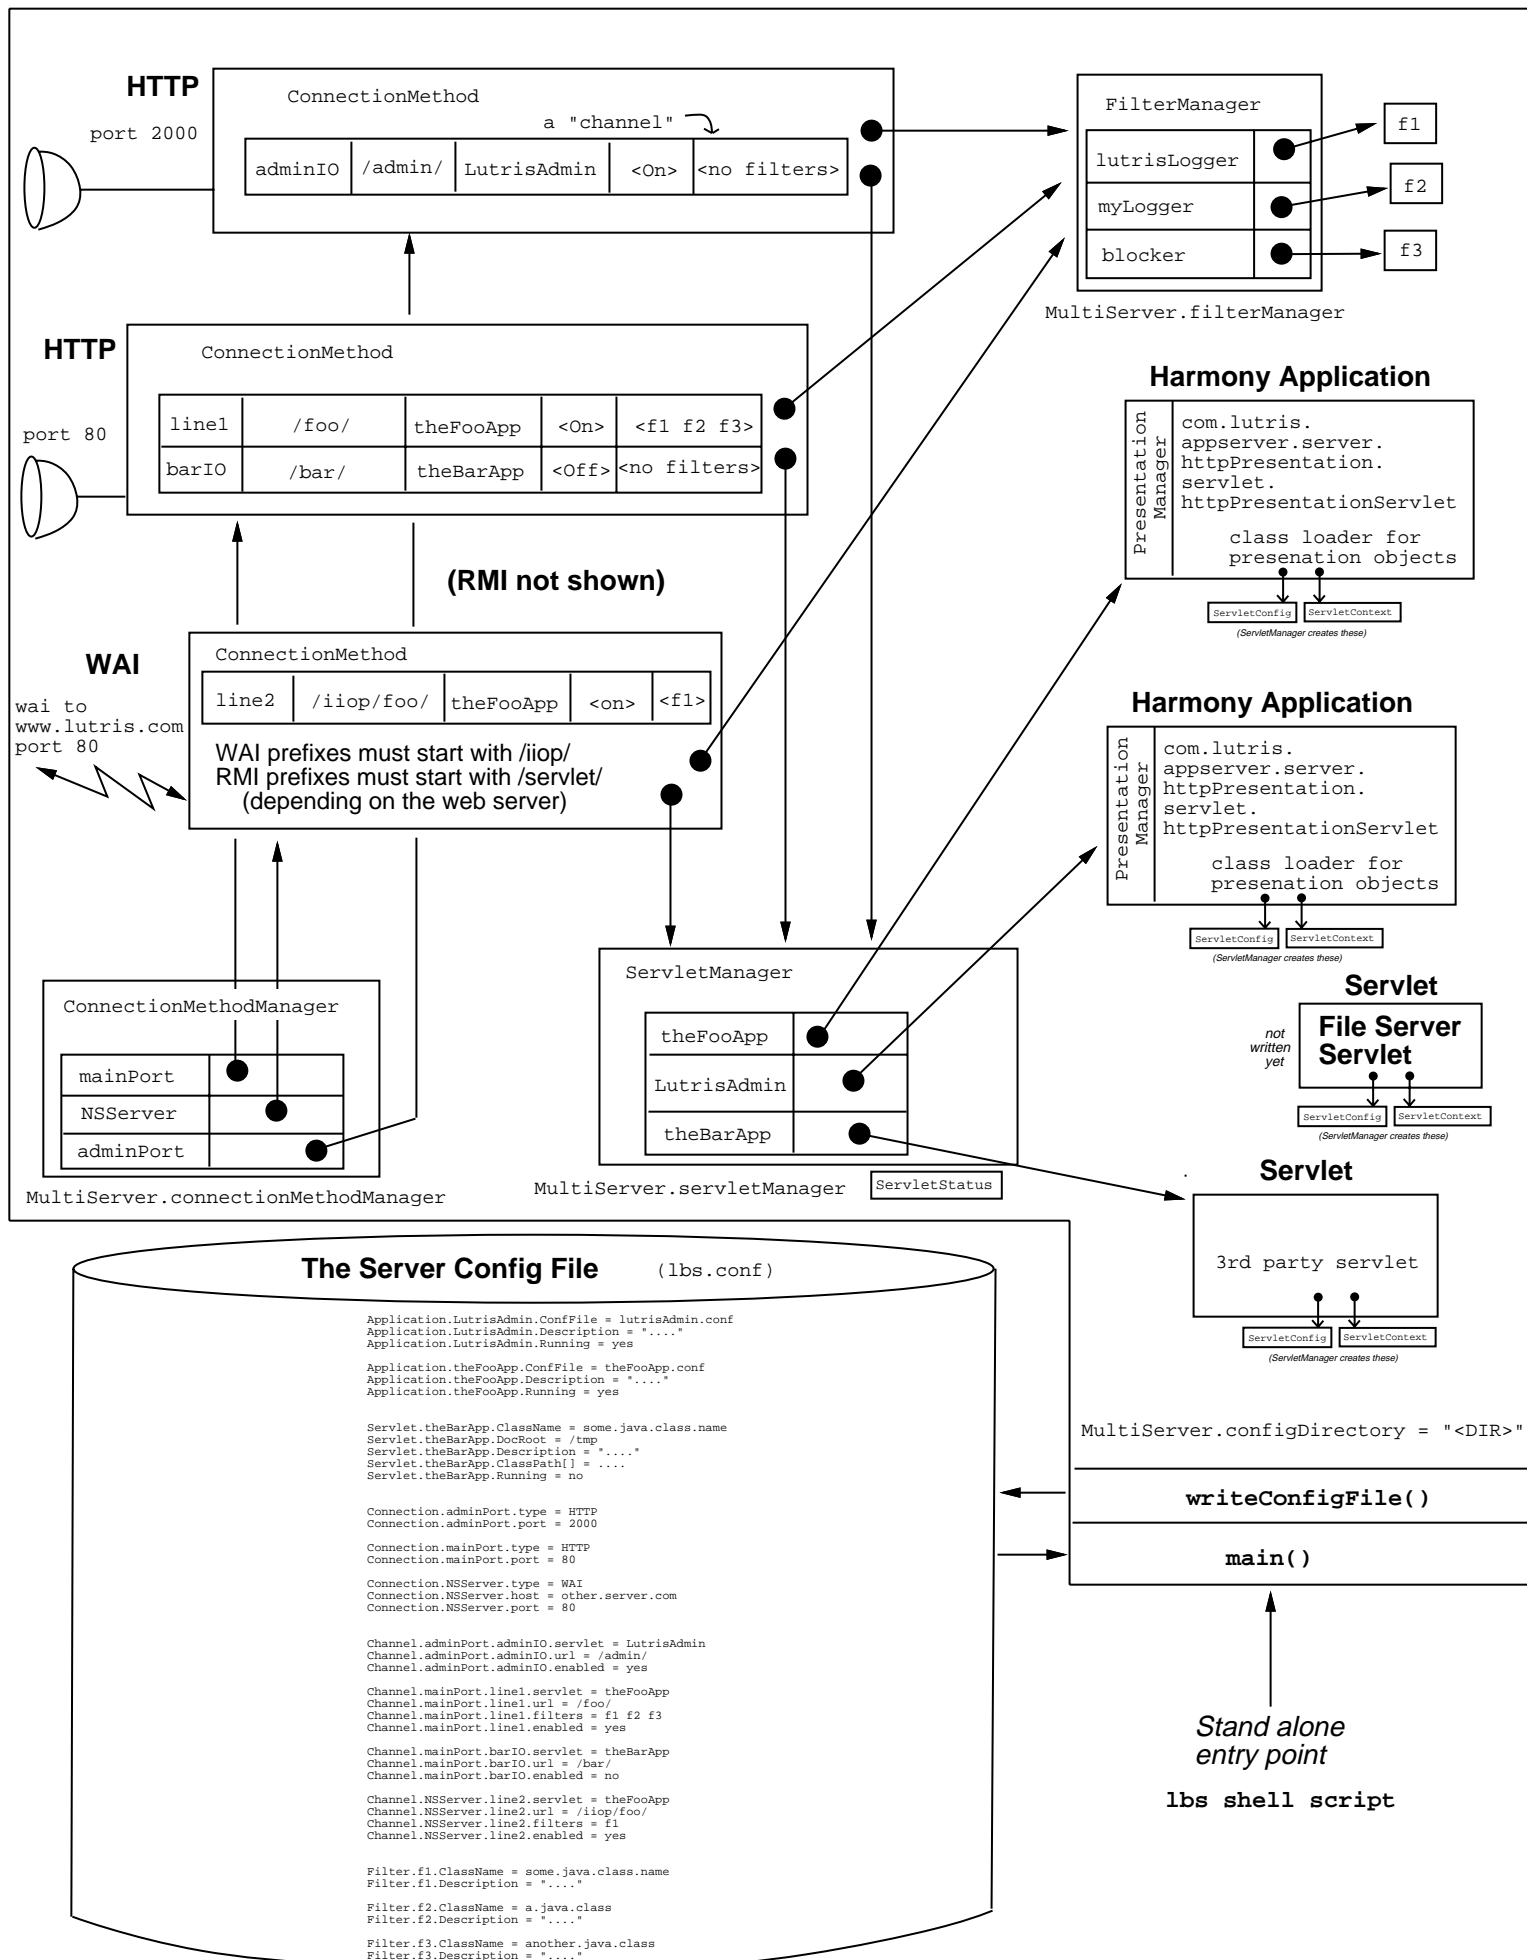 HTTP
port 2000
ConnectionMethod
a "channel"
adminIO /admin/ LutrisAdmin <On> <no filters>
FilterManager
lutrisLogger
myLogger
blocker
f1
f2
f3
MultiServer.filterManager
HTTP
port 80
ConnectionMethod
line1 /foo/ theFooApp <On> <f1 f2 f3>
barIO /bar/ theBarApp <Off> <no filters>
(RMI not shown)
WAI
wai to
www.lutris.com
port 80
ConnectionMethod
line2 /iiop/foo/ theFooApp <on> <f1>
WAI prefixes must start with /iiop/
RMI prefixes must start with /servlet/
(depending on the web server)
Harmony Application
Presentation
Manager
com.lutris.
appserver.server.
httpPresentation.
servlet.
httpPresentationServlet
class loader for
presenation objects
ServletConfig ServletContext
(ServletManager creates these)
Harmony Application
Presentation
Manager
com.lutris.
appserver.server.
httpPresentation.
servlet.
httpPresentationServlet
class loader for
presenation objects
ServletConfig ServletContext
(ServletManager creates these)
ConnectionMethodManager
mainPort
NSServer
adminPort
MultiServer.connectionMethodManager
ServletManager
theFooApp
LutrisAdmin
theBarApp
MultiServer.servletManager
ServletStatus
Servlet
not
written
yet
File Server
Servlet
ServletConfig ServletContext
(ServletManager creates these)
Servlet
3rd party servlet
ServletConfig ServletContext
(ServletManager creates these)
The Server Config File (lbs.conf)
Application.LutrisAdmin.ConfFile = lutrisAdmin.conf
Application.LutrisAdmin.Description = "...."
Application.LutrisAdmin.Running = yes
Application.theFooApp.ConfFile = theFooApp.conf
Application.theFooApp.Description = "...."
Application.theFooApp.Running = yes
Servlet.theBarApp.ClassName = some.java.class.name
Servlet.theBarApp.DocRoot = /tmp
Servlet.theBarApp.Description = "...."
Servlet.theBarApp.ClassPath[] = ....
Servlet.theBarApp.Running = no
Connection.adminPort.type = HTTP
Connection.adminPort.port = 2000
Connection.mainPort.type = HTTP
Connection.mainPort.port = 80
Connection.NSServer.type = WAI
Connection.NSServer.host = other.server.com
Connection.NSServer.port = 80
Channel.adminPort.adminIO.servlet = LutrisAdmin
Channel.adminPort.adminIO.url = /admin/
Channel.adminPort.adminIO.enabled = yes
Channel.mainPort.line1.servlet = theFooApp
Channel.mainPort.line1.url = /foo/
Channel.mainPort.line1.filters = f1 f2 f3
Channel.mainPort.line1.enabled = yes
Channel.mainPort.barIO.servlet = theBarApp
Channel.mainPort.barIO.url = /bar/
Channel.mainPort.barIO.enabled = no
Channel.NSServer.line2.servlet = theFooApp
Channel.NSServer.line2.url = /iiop/foo/
Channel.NSServer.line2.filters = f1
Channel.NSServer.line2.enabled = yes
Filter.f1.ClassName = some.java.class.name
Filter.f1.Description = "...."
Filter.f2.ClassName = a.java.class
Filter.f2.Description = "...."
Filter.f3.ClassName = another.java.class
Filter.f3.Description = "...."
MultiServer.configDirectory = "<DIR>"
writeConfigFile()
main()
Stand alone
entry point
lbs shell script